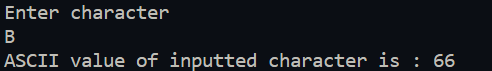 Enter character
B
ASCII value of inputted character is : 66